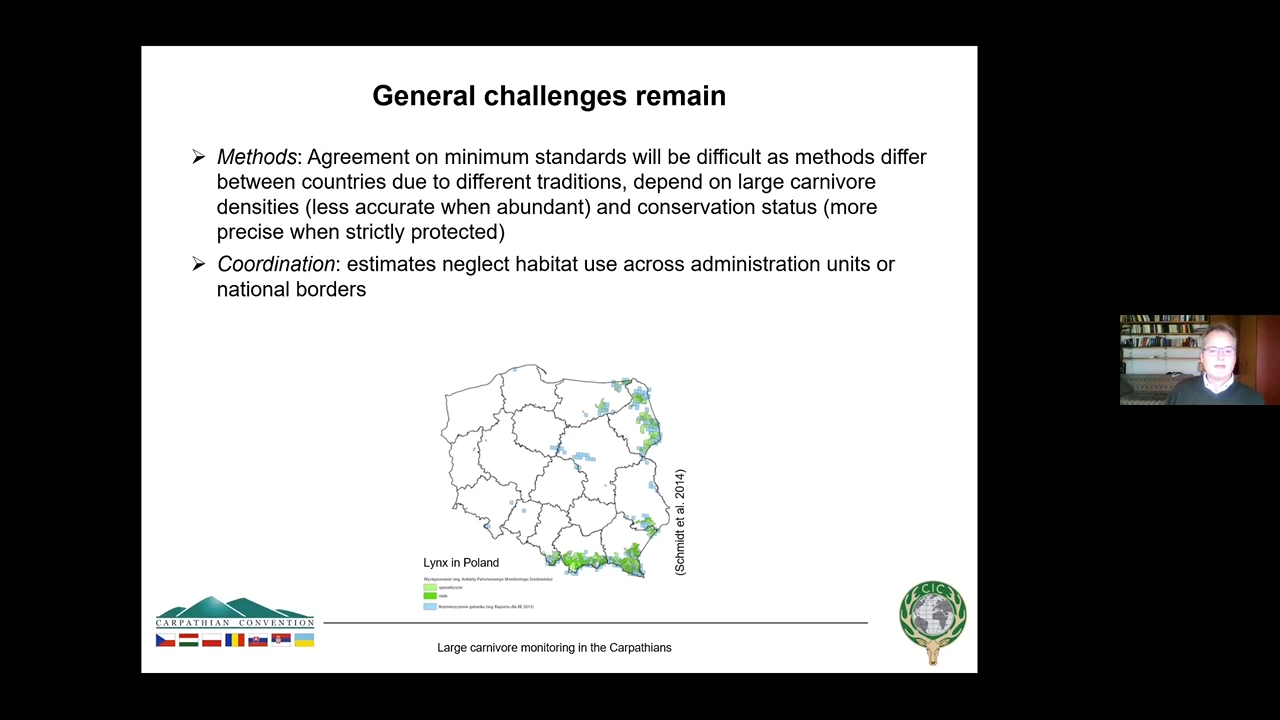 General challenges remain
➢ Methods: Agreement on minimum standards will be difficult as methods differ
between countries due to different traditions, depend on large carnivore
densities (less accurate when abundant) and conservation status (more
precise when strictly protected)
➢ Coordination: estimates neglect habitat use across administration units or
national borders
(Schmidt et al. 2014)
Lynx in Poland
CARPATHIAN CONVENTION
CIC
Large carnivore monitoring in the Carpathians